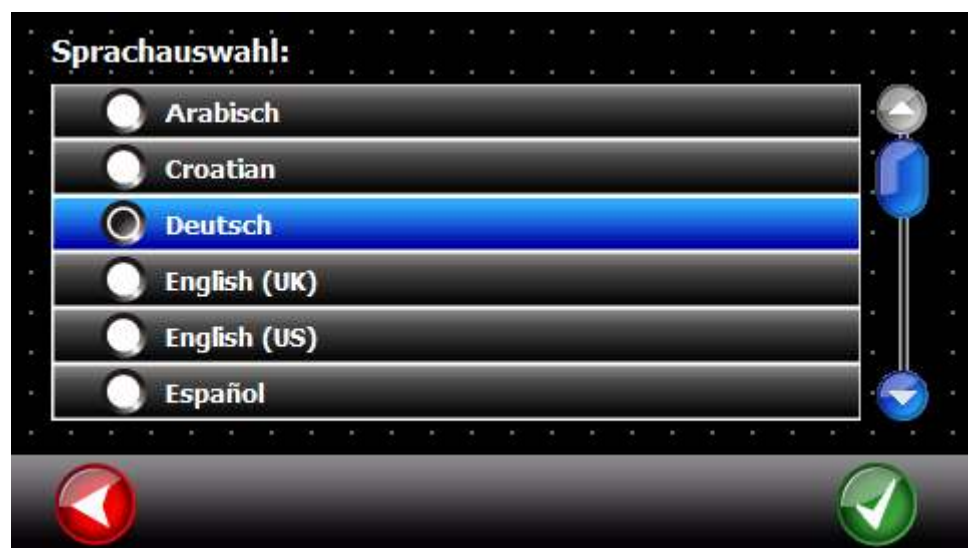 Sprachauswahl:
Arabisch
Croatian
Deutsch
English (UK)
English (US)
Español